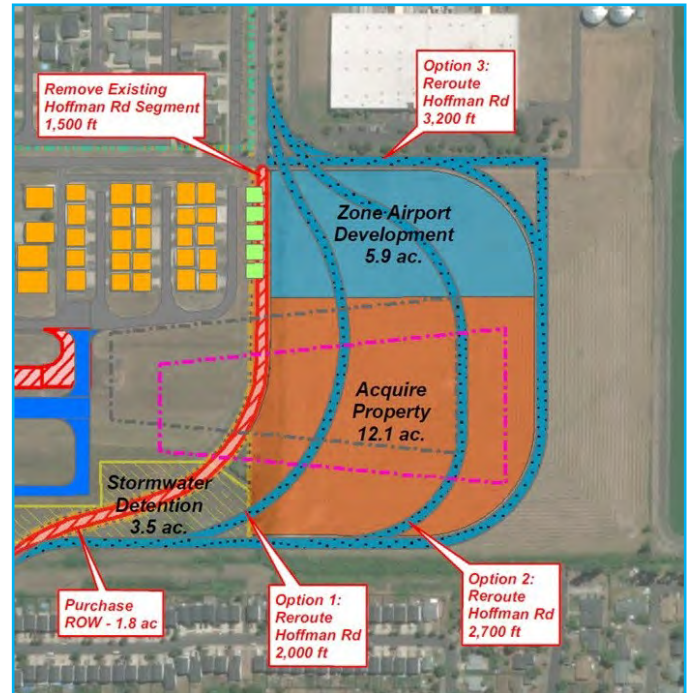 Remove Existing
Hoffman Rd Segment
1,500 ft
Option 3:
Reroute
Hoffman Rd
3,200 ft
Zone Airport
Development
5.9 ac.
Acquire
Property
12.1 ac.
Stormwater
Detention
3.5 ac.
Purchase
ROW - 1.8 ac
Option 1:
Reroute
Hoffman Rd
2,000 ft
Option 2:
Reroute
Hoffman Rd
2,700 ft